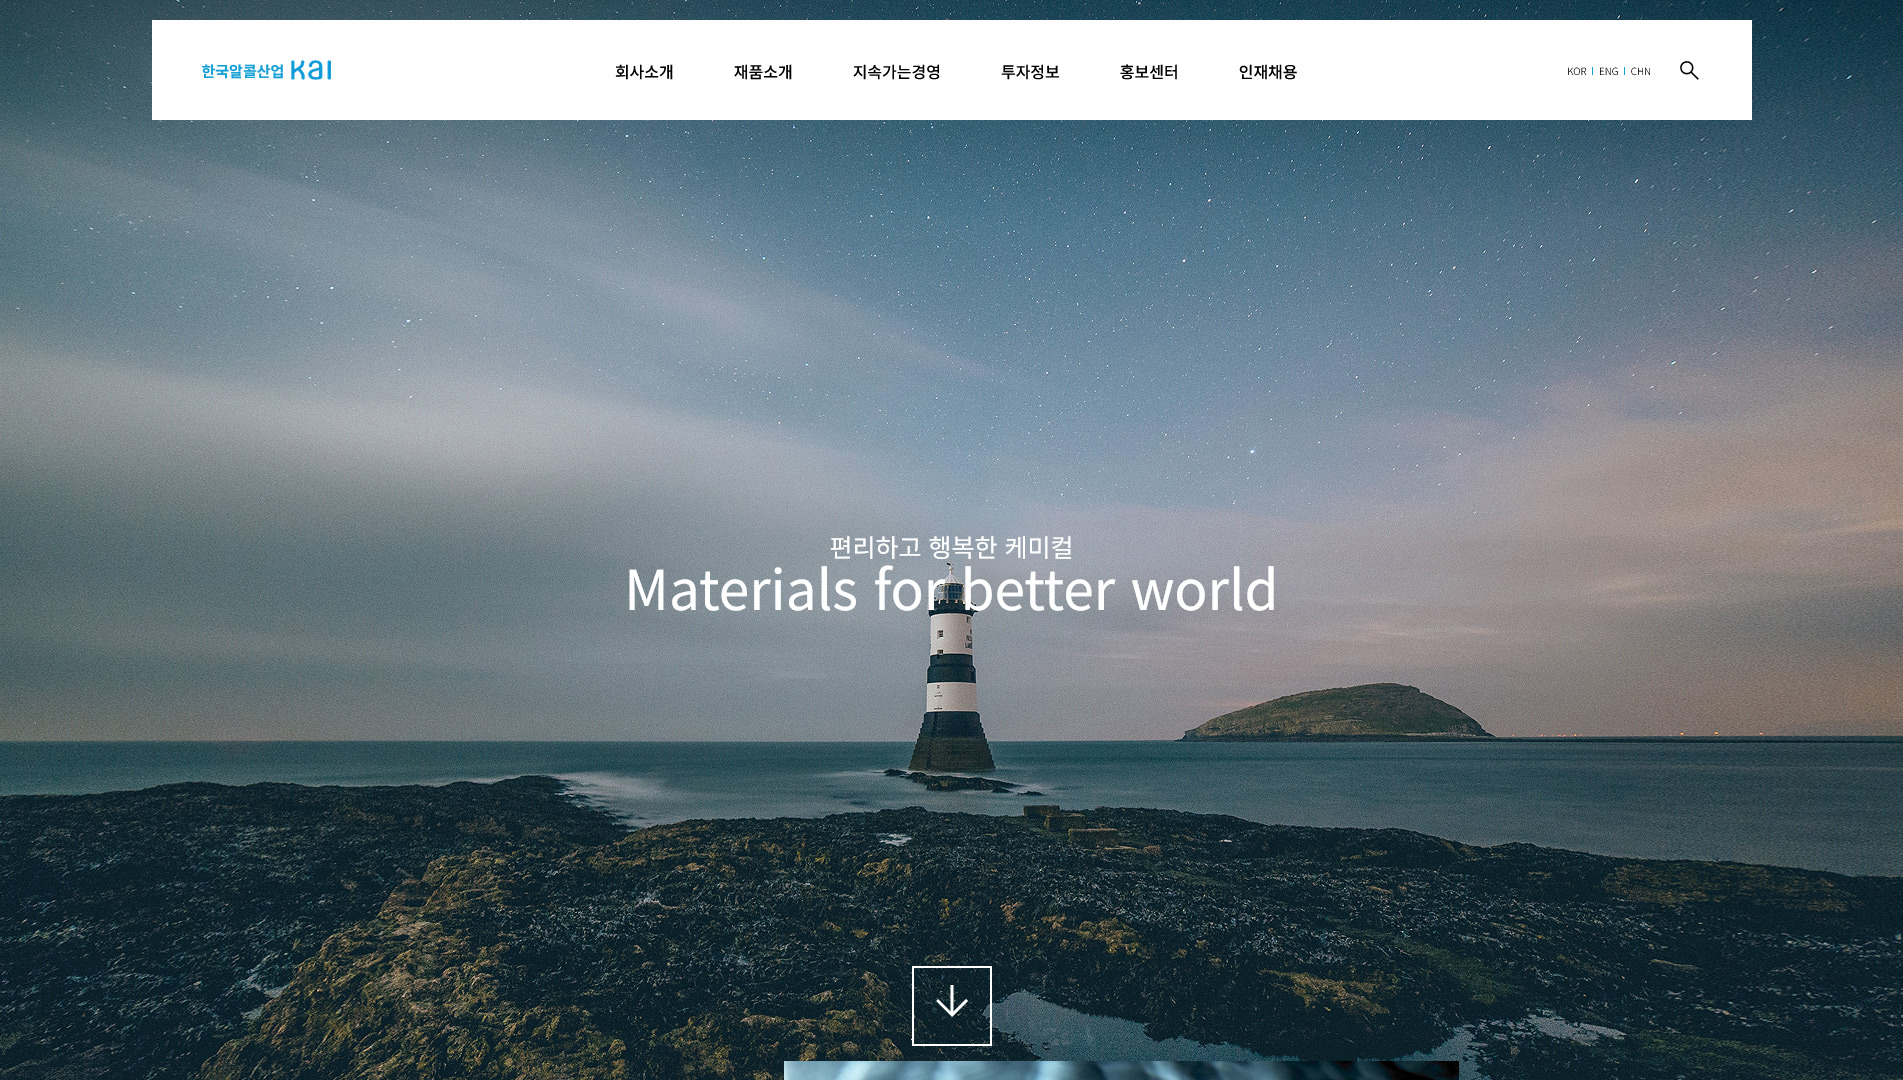 한국알콜산업 KAI
회사소개 제품소개 지속가는경영 투자정보 홍보센터 인재채용
KOR ENG CHN
편리하고 행복한 케미컬
Materials for better world